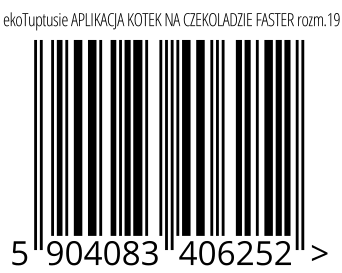 ekoTuptusie APLIKACJA KOTEK NA CZEKOLADZIE FASTER rozm.19
5 904083 406252 >